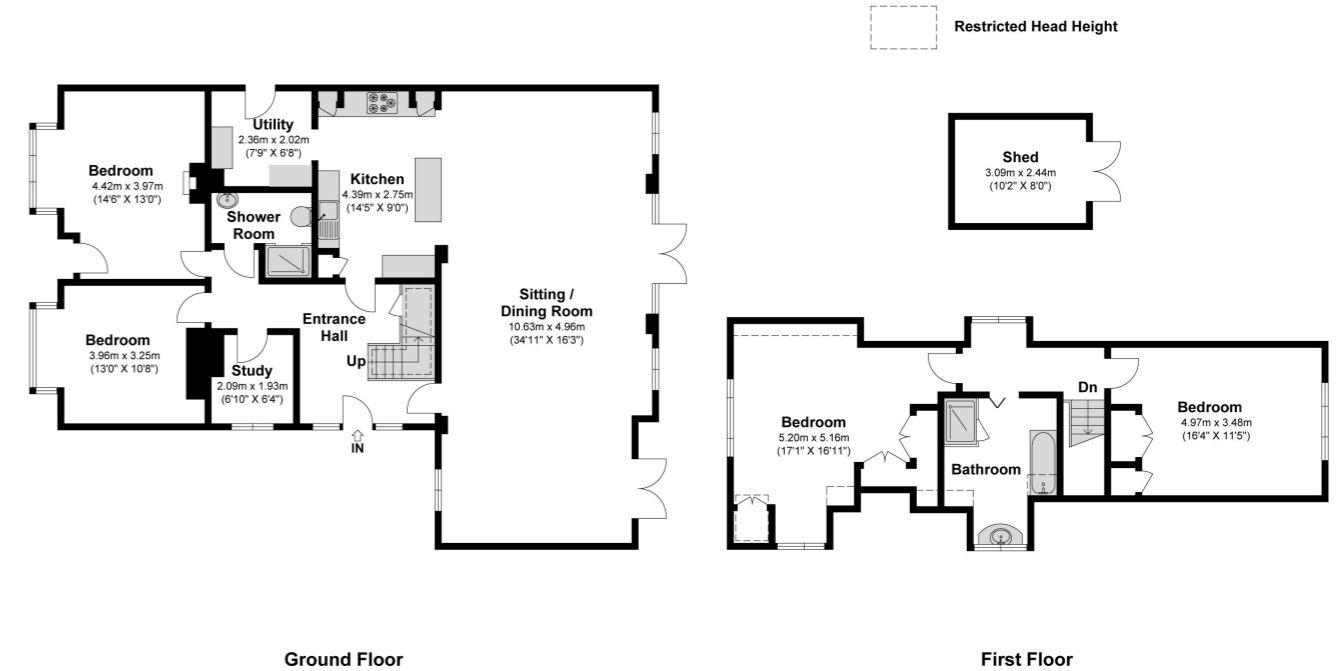 Restricted Head Height
Utility
2.36m x 2.02m
(7'9" X 6'8")
Bedroom
4.42m x 3.97m
(14'6" X 13'0")
Kitchen
4.39m x 2.75m
(14'5" X 9'0")
Shower
Room
Shed
3.09m x 2.44m
(10'2" X 8'0")
Sitting /
Dining Room
10.63m x 4.96m
(34'11" X 16'3")
Entrance
Hall
Bedroom
3.96m x 3.25m
(13'0" X 10'8")
Up
Study
2.09m x 1.93m
(6'10" X 6'4")
IN
Dn
Bedroom
5.20m x 5.16m
(17'1" X 16'11")
Bedroom
4.97m x 3.48m
(16'4" X 11'5")
Bathroom
Ground Floor
First Floor